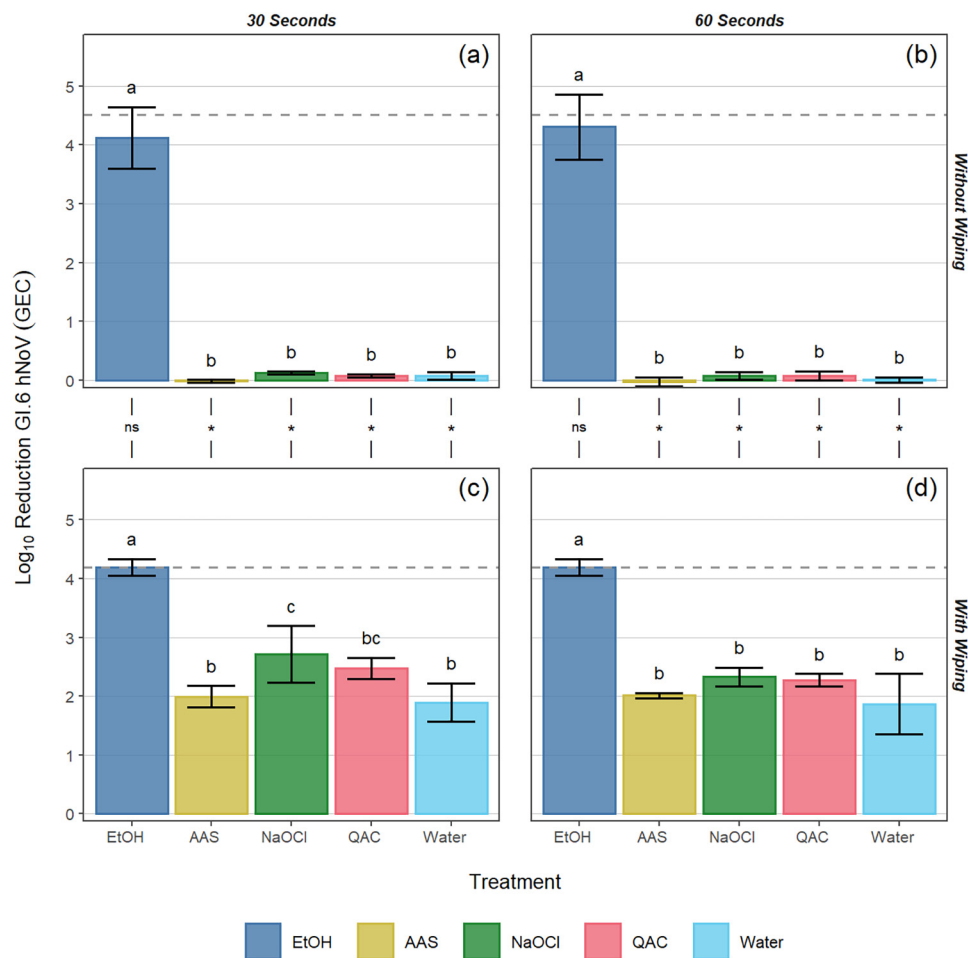 30 Seconds
60 Seconds
(a)
(b)
5
4
3
2
1
0
a
b
b
b
b
a
b
b
b
b
Without Wiping
ns * * * *
ns * * * *
Log10 Reduction GI.6 hNoV (GEC)
(c)
(d)
5
4
3
2
1
0
a
b
c
bc
b
a
b
b
b
b
With Wiping
EtOH AAS NaOCl QAC Water
EtOH AAS NaOCl QAC Water
Treatment
EtOH AAS NaOCl QAC Water